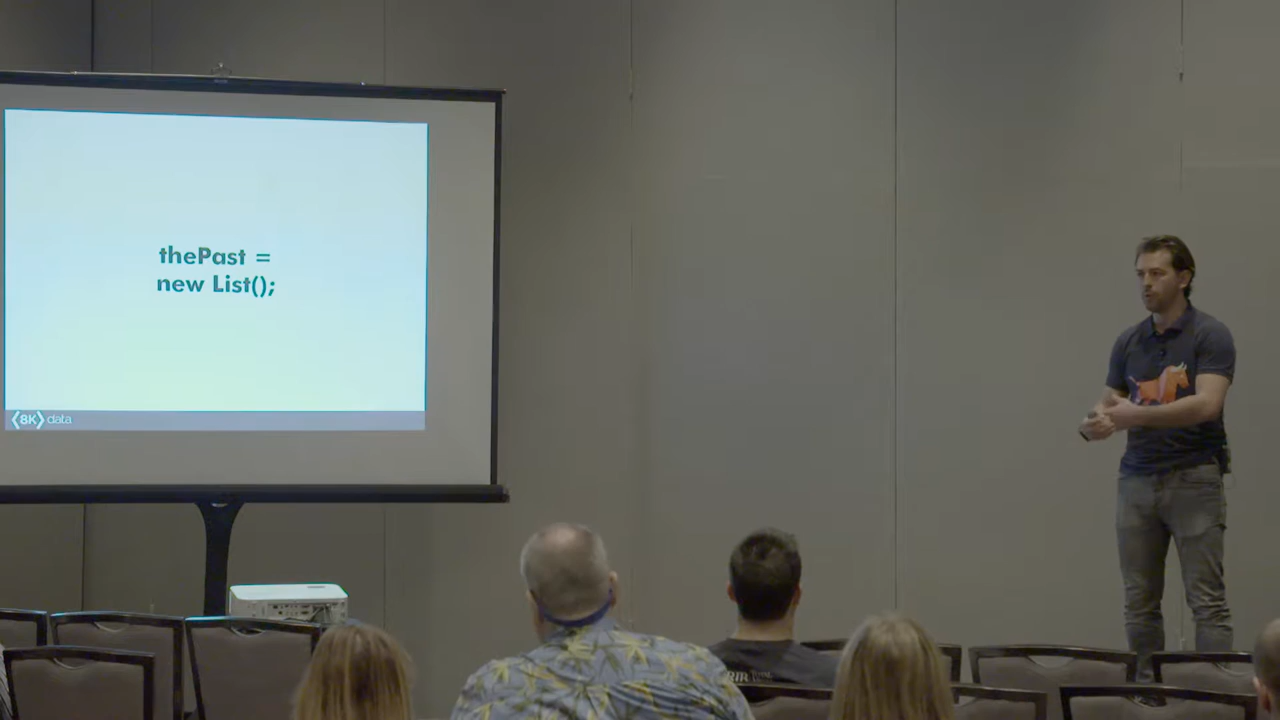 thePast =
new List();
⟨8K⟩ data